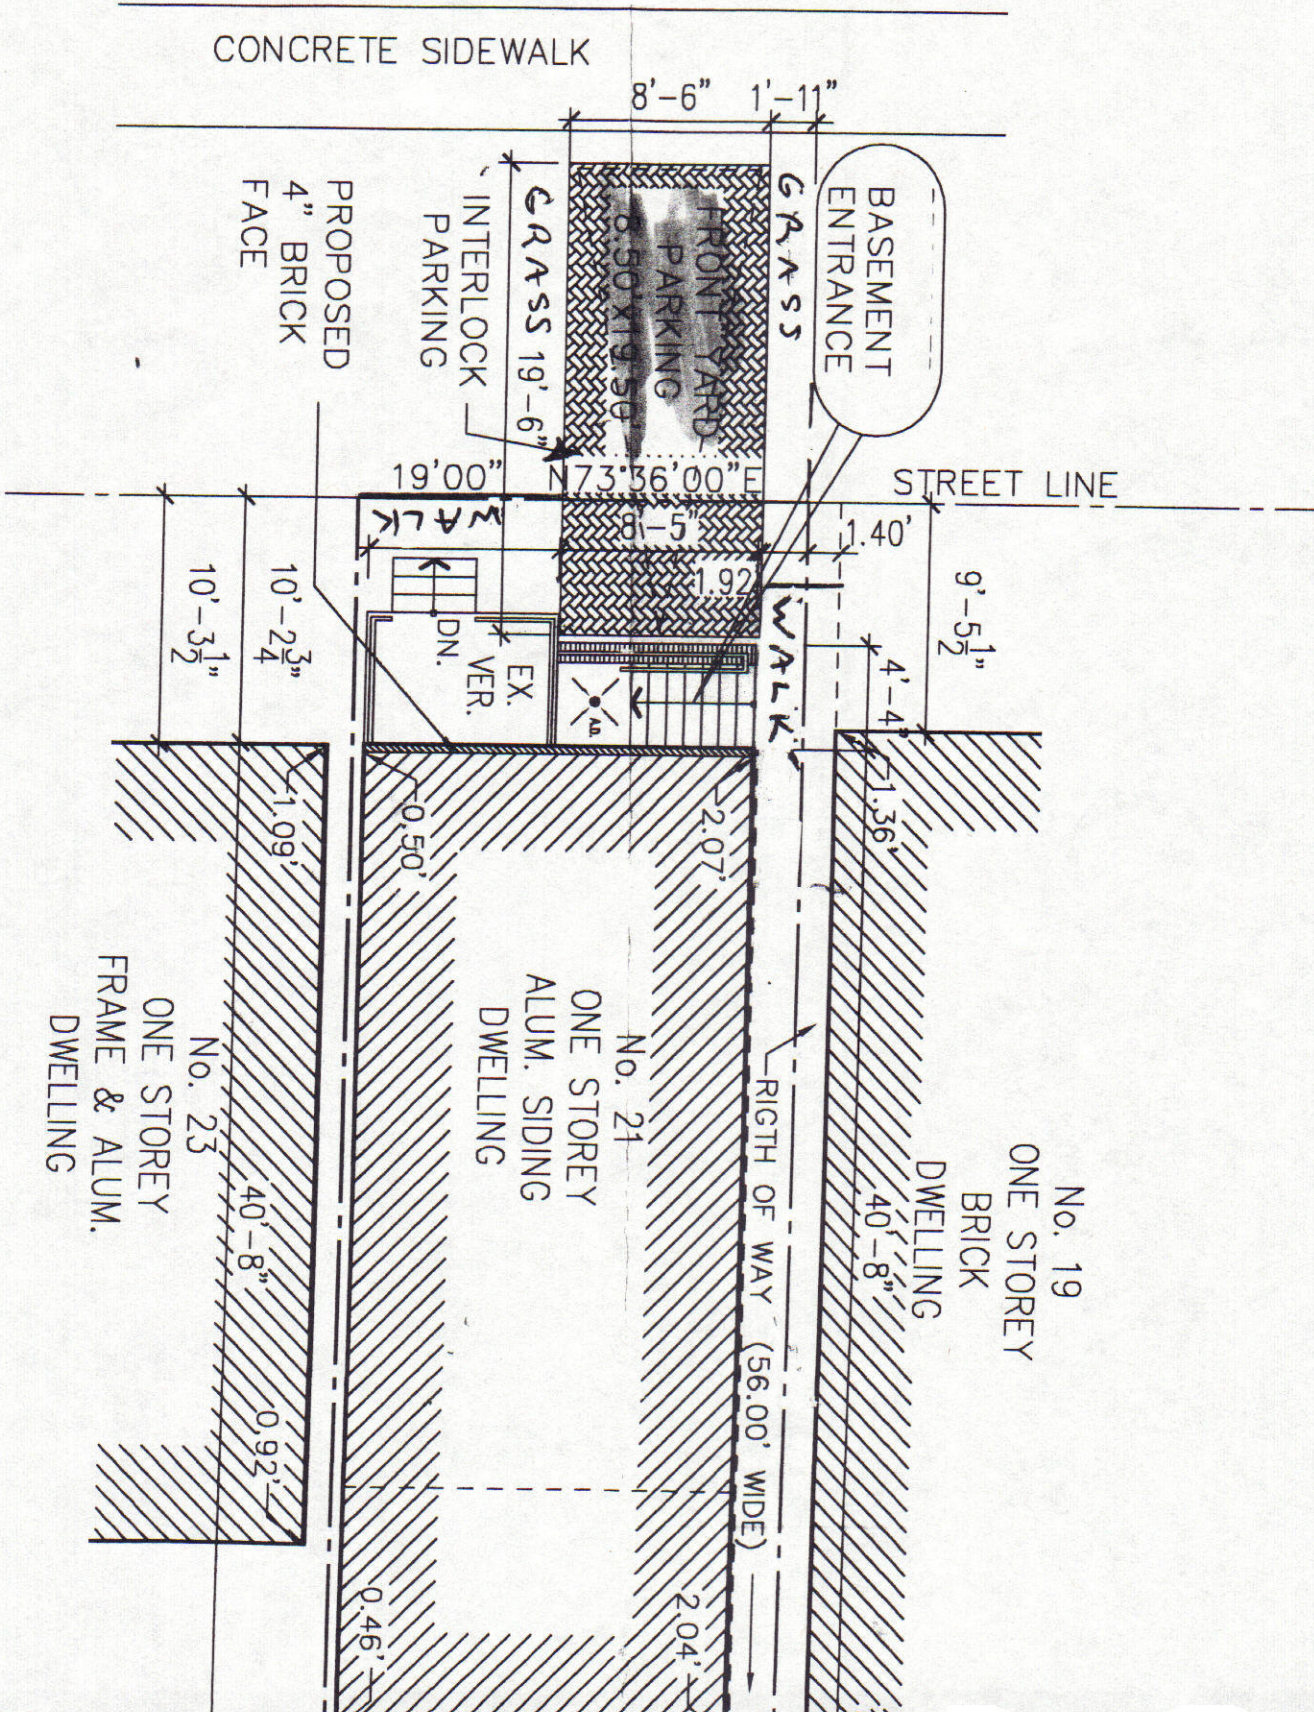 CONCRETE SIDEWALK
8'-6"
1'-11"
BASEMENT
ENTRANCE
GRASS
FRONT YARD
PARKING
8.50'X19.50'
GRASS
19'-6"
INTERLOCK
PARKING
PROPOSED
4" BRICK
FACE
19'00"
N73°36'00"E
STREET LINE
WALK
8'-5"
1.40'
1.92
WALK
9'-5½"
10'-2¾"
10'-3½"
DN.
EX.
VER.
A.D.
4'-4"
1.09'
0.50'
2.07'
1.36'
No. 23
ONE STOREY
FRAME & ALUM.
DWELLING
No. 21
ONE STOREY
ALUM. SIDING
DWELLING
RIGTH OF WAY (56.00' WIDE)
No. 19
ONE STOREY
BRICK
DWELLING
40'-8"
40'-8"
0.92'
0.46'
2.04'